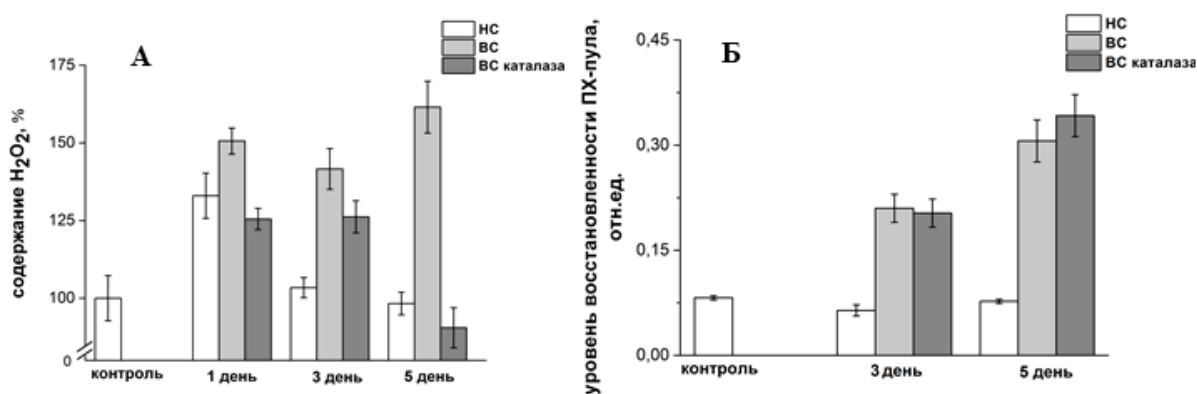 А
НС
ВС
ВС каталаза
содержание H₂O₂, %
175
150
125
100
0
контроль
1 день
3 день
5 день
Б
НС
ВС
ВС каталаза
уровень восстановленности ПХ-пула,
отн.ед.
0,45
0,30
0,15
0,00
контроль
3 день
5 день